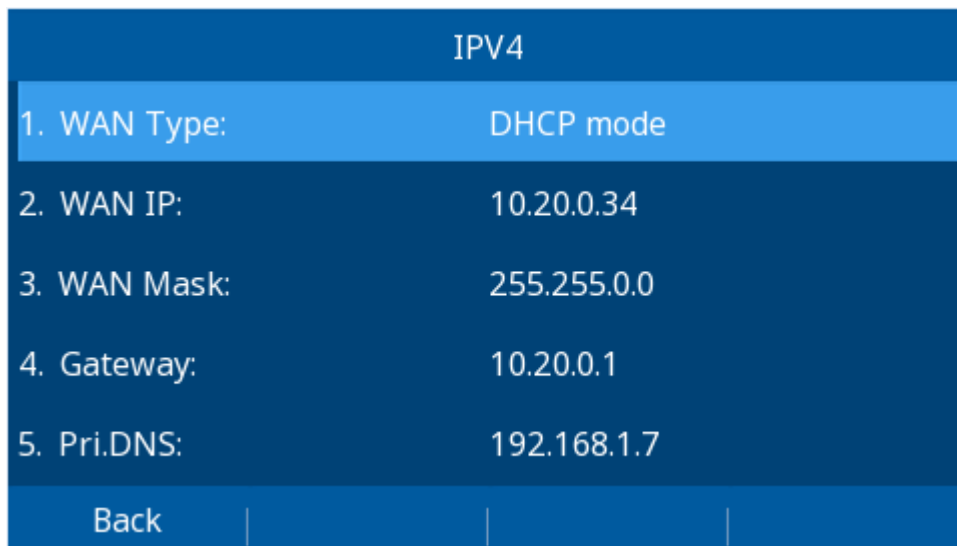 IPV4
1. WAN Type: DHCP mode
2. WAN IP: 10.20.0.34
3. WAN Mask: 255.255.0.0
4. Gateway: 10.20.0.1
5. Pri.DNS: 192.168.1.7
Back